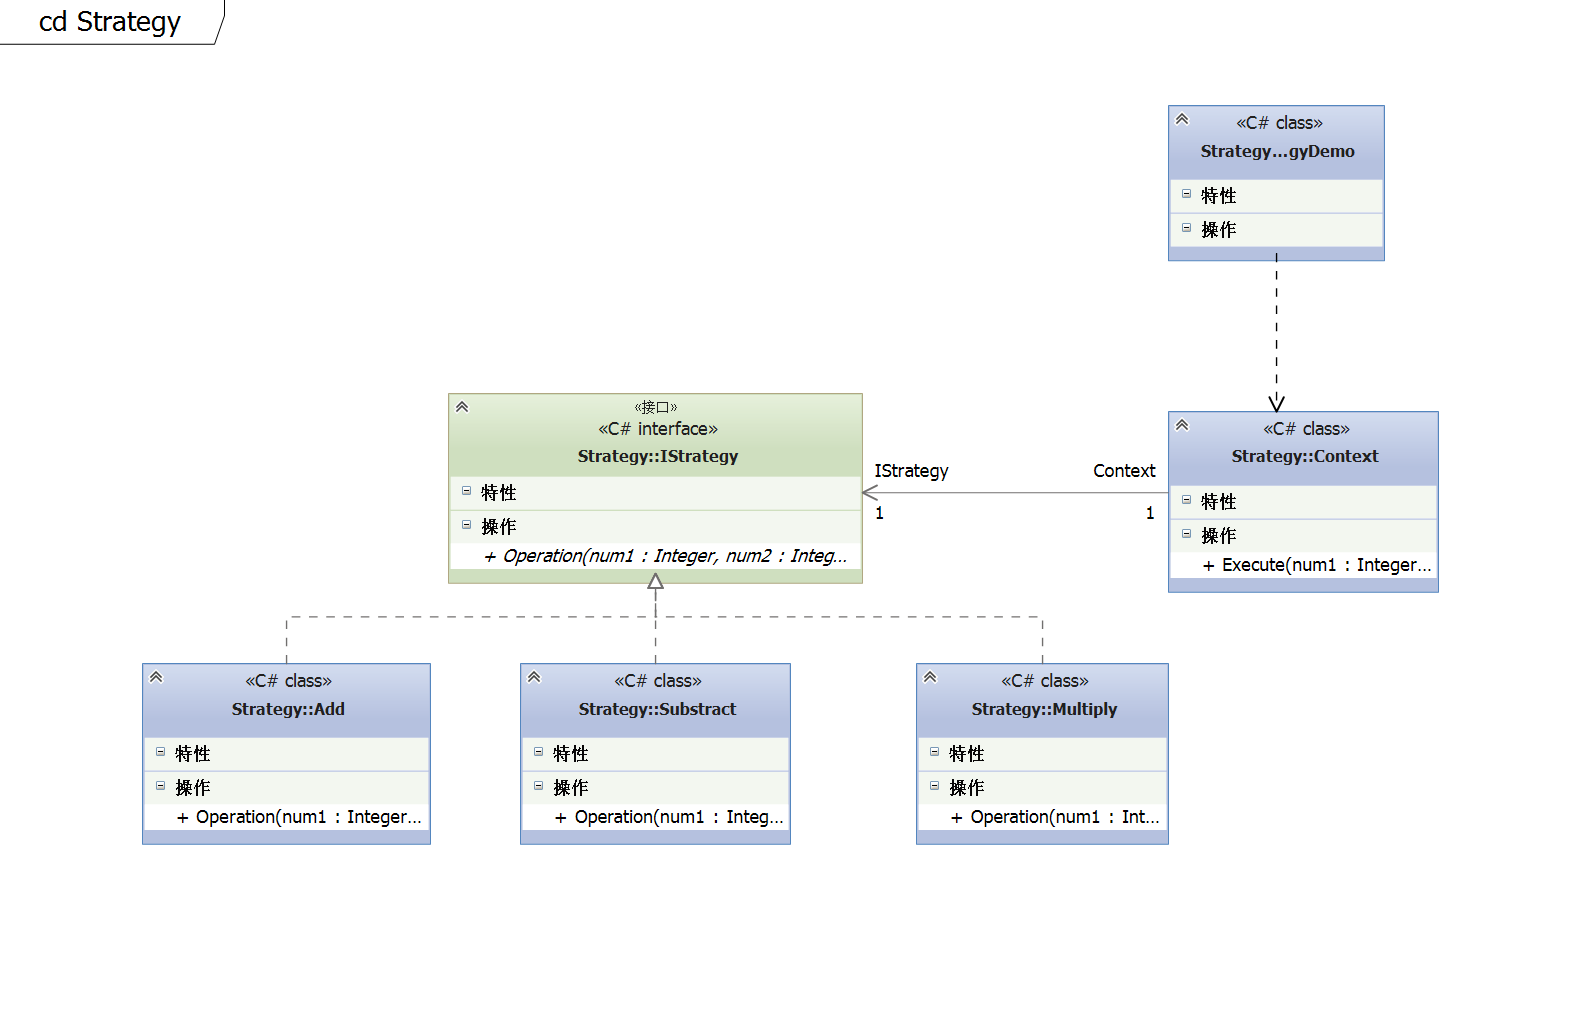 cd Strategy
«C# class»
Strategy...gyDemo
特性
操作
«接口»
«C# interface»
Strategy::IStrategy
特性
操作
+ Operation(num1 : Integer, num2 : Integ...
IStrategy
1
Context
1
«C# class»
Strategy::Context
特性
操作
+ Execute(num1 : Integer...
«C# class»
Strategy::Add
特性
操作
+ Operation(num1 : Integer...
«C# class»
Strategy::Substract
特性
操作
+ Operation(num1 : Integ...
«C# class»
Strategy::Multiply
特性
操作
+ Operation(num1 : Int...